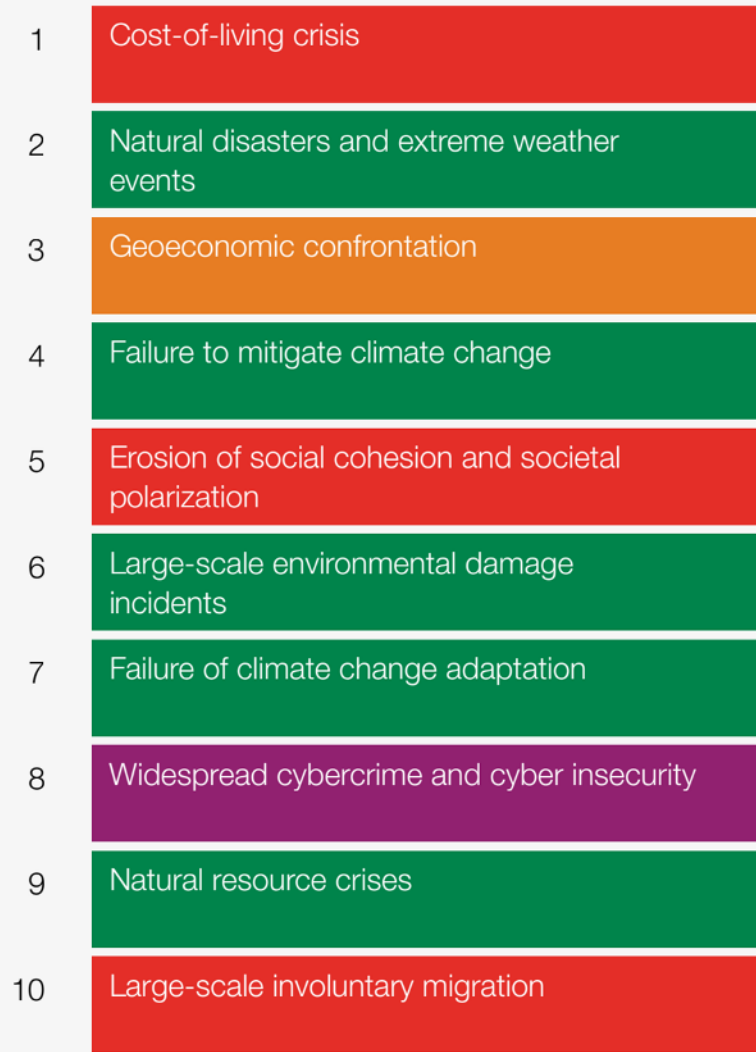 1 Cost-of-living crisis
2 Natural disasters and extreme weather
events
3 Geoeconomic confrontation
4 Failure to mitigate climate change
5 Erosion of social cohesion and societal
polarization
6 Large-scale environmental damage
incidents
7 Failure of climate change adaptation
8 Widespread cybercrime and cyber insecurity
9 Natural resource crises
10 Large-scale involuntary migration